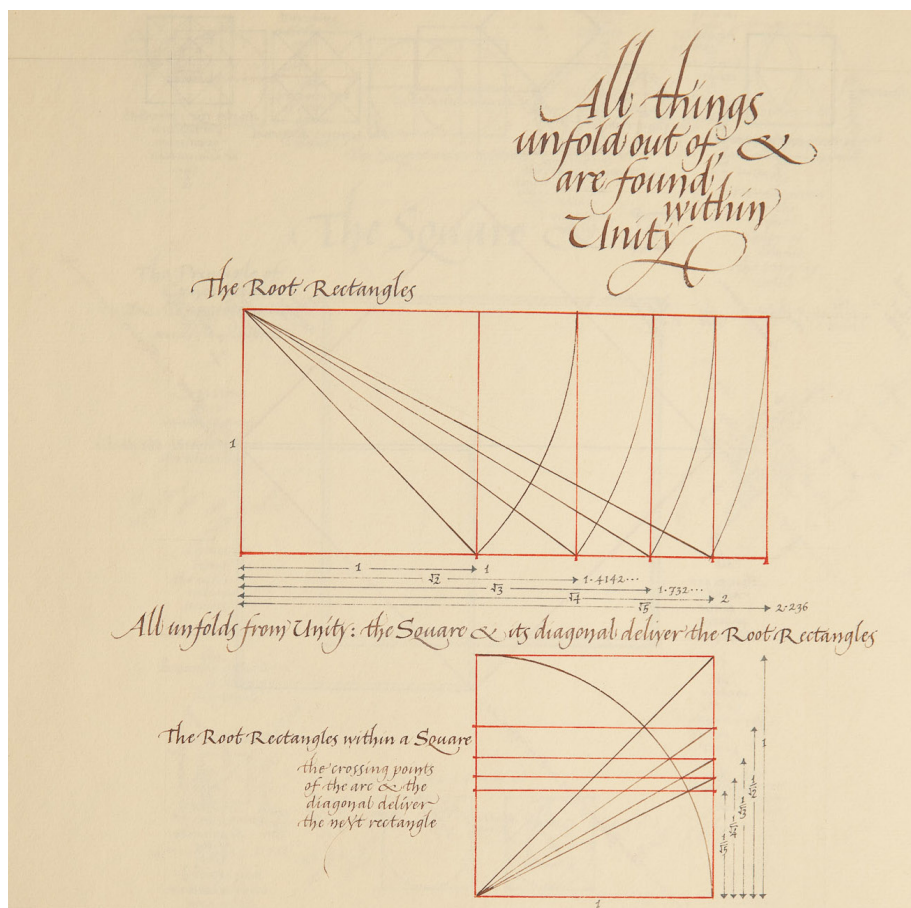 All things
unfold out of, &
are found,
within
Unity
The Root Rectangles
1
1 1
√2 1·4142···
√3 1·732···
√4 2
√5 2·236
All unfolds from Unity: the Square & its diagonal deliver the Root Rectangles
The Root Rectangles within a Square
the crossing points
of the arc & the
diagonal deliver
the next rectangle
1
1/√2
1/√3
1/√4
1/√5
1